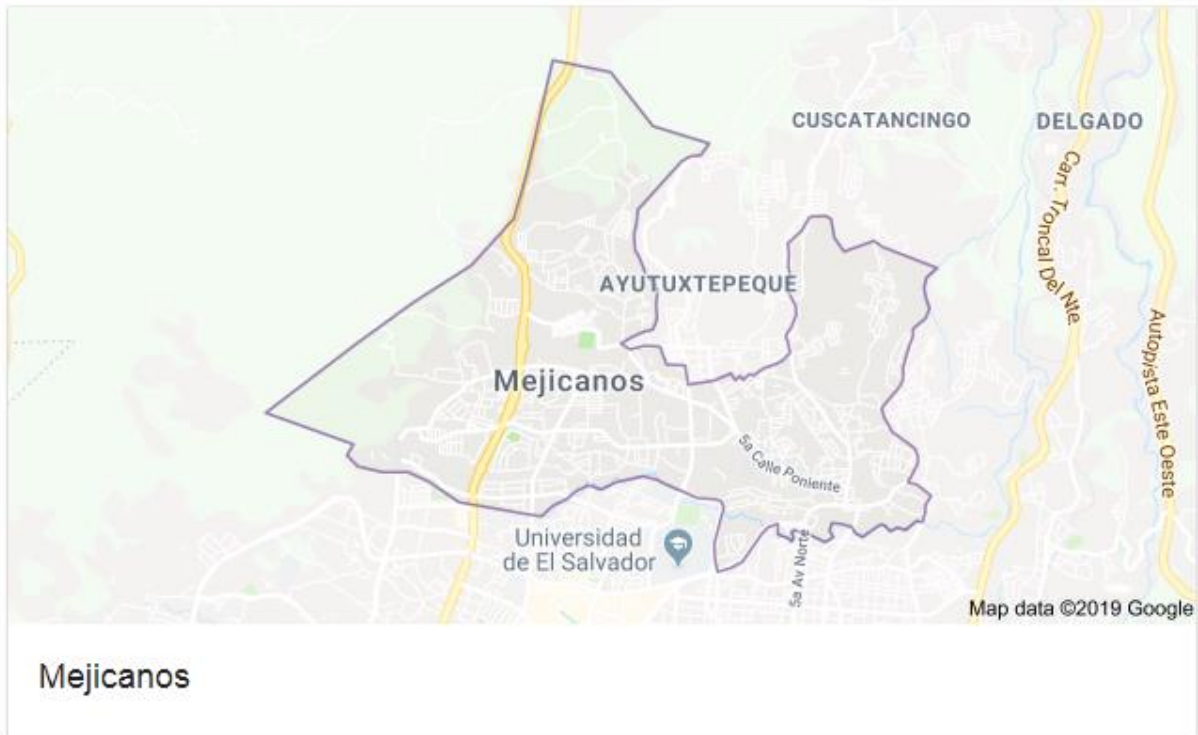 CUSCATANCINGO
DELGADO
Carr. Troncal Del Nte
AYUTUXTEPEQUE
Autopista Este Oeste
Mejicanos
5a Calle Poniente
Universidad
de El Salvador
5a Av Norte
Map data ©2019 Google
Mejicanos